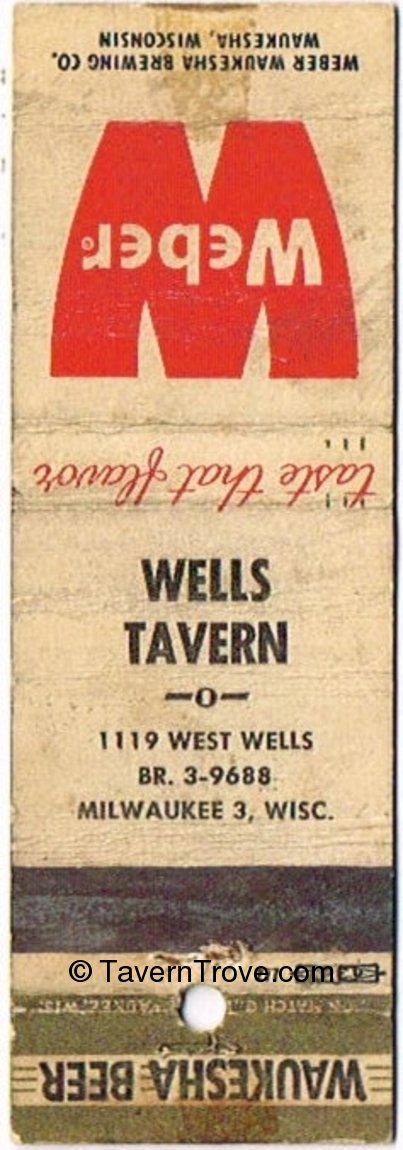 WEBER WAUKESHA BREWING CO.
WAUKESHA, WISCONSIN
Weber
taste that flavor
WELLS
TAVERN
—o—
1119 WEST WELLS
BR. 3-9688
MILWAUKEE 3, WISC.
© TavernTrove.com
MATCH
WAUKESHA BEER